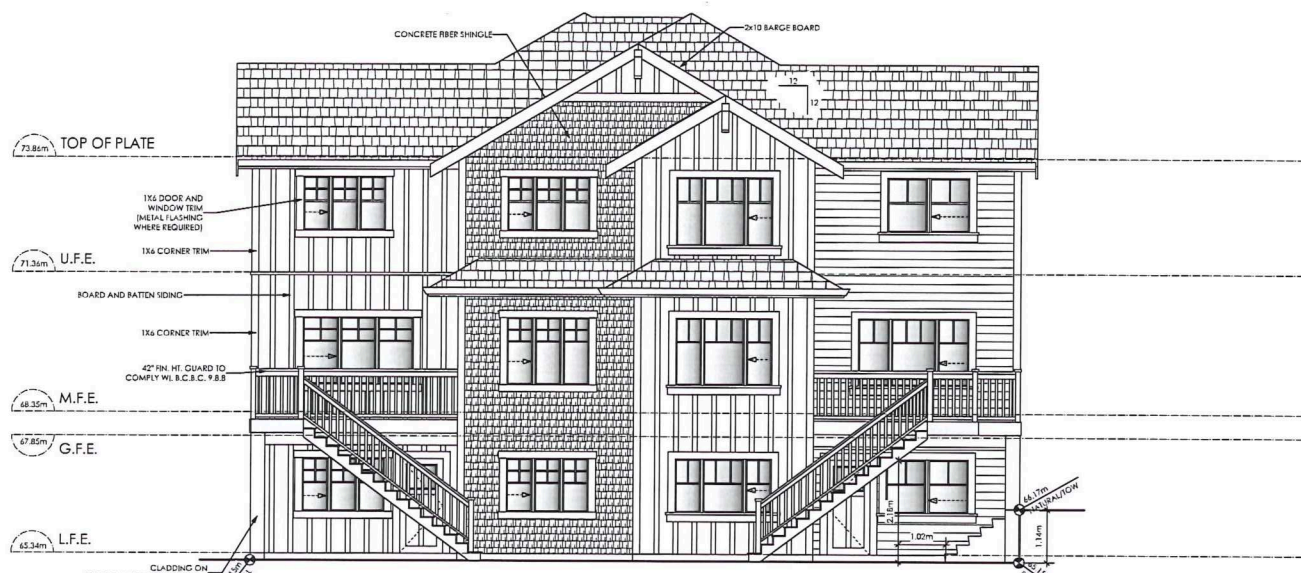 CONCRETE FIBER SHINGLE
2x10 BARGE BOARD
12
12
73.86m
TOP OF PLATE
1X6 DOOR AND
WINDOW TRIM
(METAL FLASHING
WHERE REQUIRED)
1X6 CORNER TRIM
71.36m
U.F.E.
BOARD AND BATTEN SIDING
1X6 CORNER TRIM
42" FIN. HT. GUARD TO
COMPLY W/ B.C.B.C. 9.8.8
68.35m
M.F.E.
67.85m
G.F.E.
66.17m
NATURAL/TOW
2.18m
1.02m
1.14m
65.34m
L.F.E.
CLADDING ON